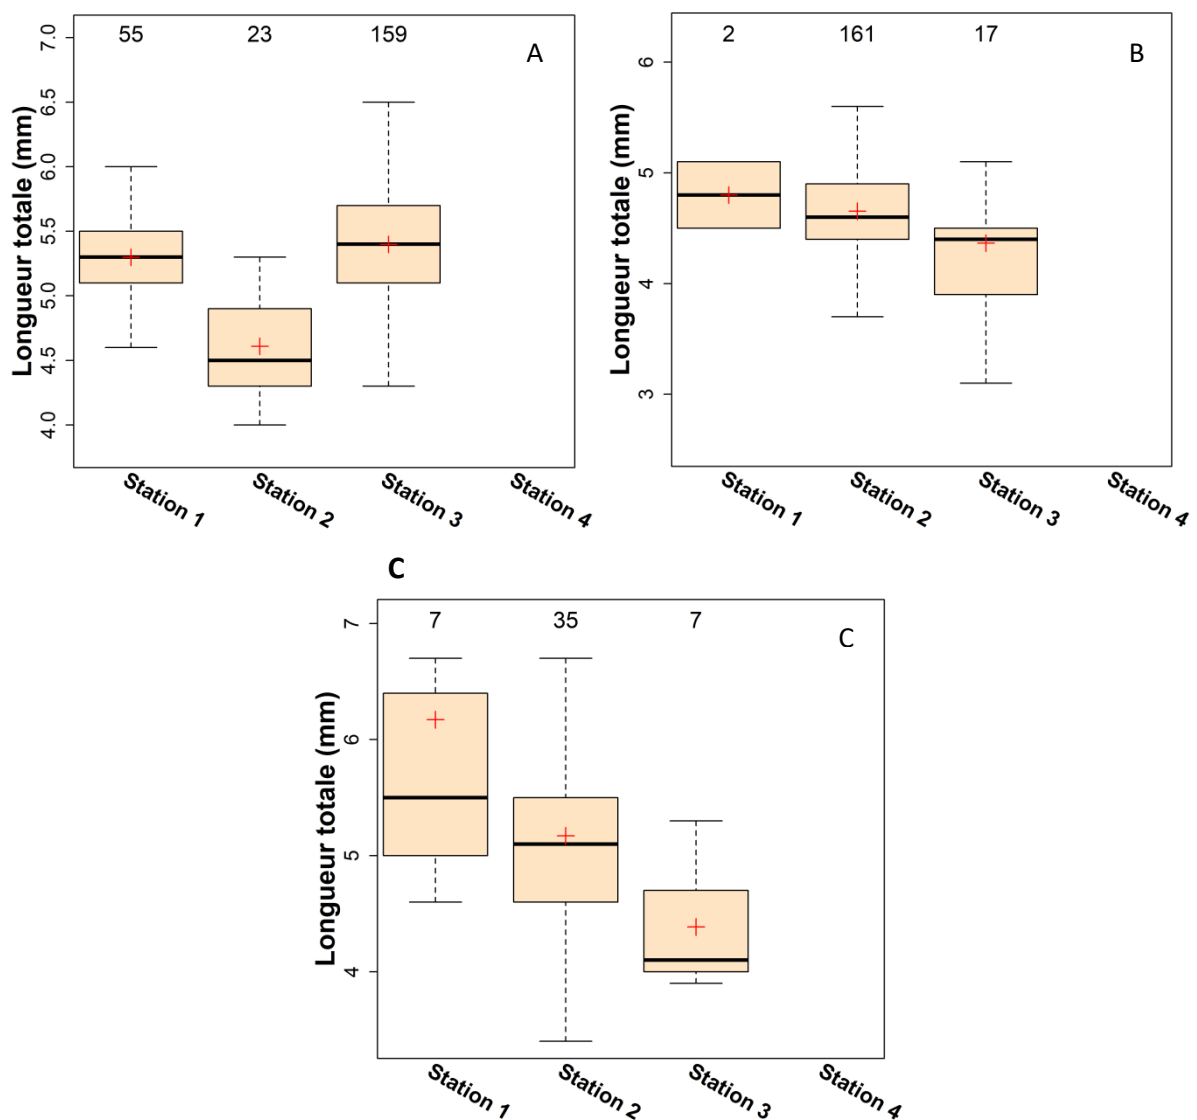 55 23 159
A
Longueur totale (mm)
7.0
6.5
6.0
5.5
5.0
4.5
4.0
Station 1
Station 2
Station 3
Station 4
2 161 17
B
Longueur totale (mm)
6
5
4
3
Station 1
Station 2
Station 3
Station 4
C
7 35 7
C
Longueur totale (mm)
7
6
5
4
Station 1
Station 2
Station 3
Station 4